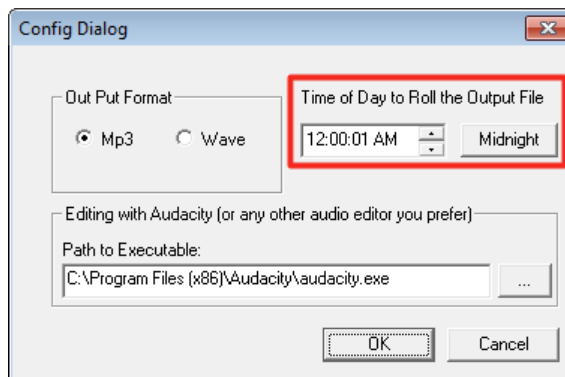 Config Dialog
Out Put Format
Mp3 Wave
Time of Day to Roll the Output File
12:00:01 AM Midnight
Editing with Audacity (or any other audio editor you prefer)
Path to Executable:
C:\Program Files (x86)\Audacity\audacity.exe ...
OK Cancel